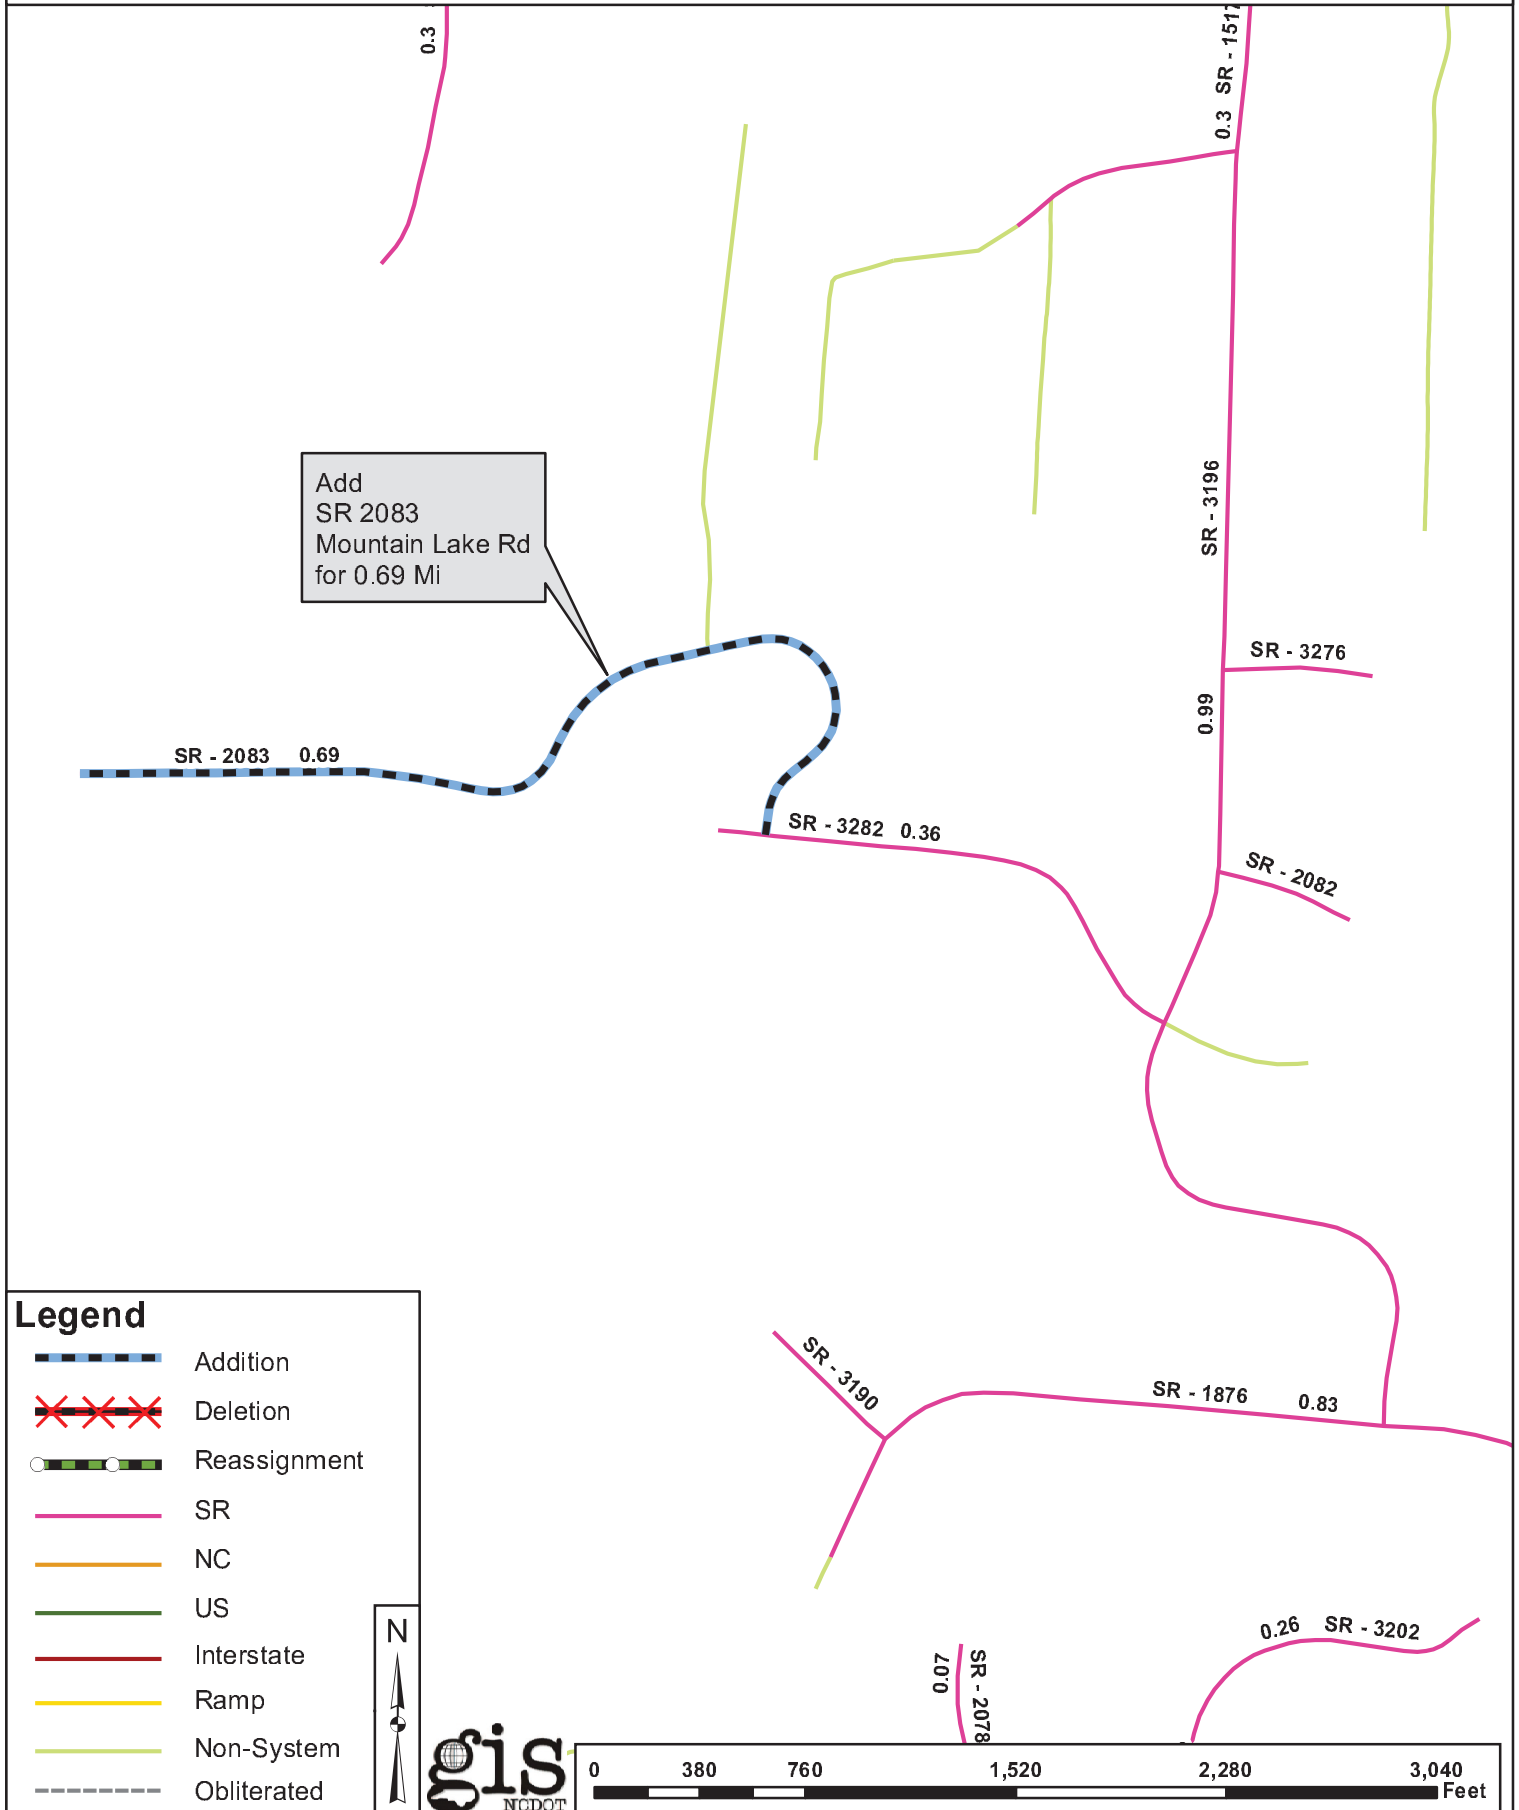 0.3
SR - 1517
0.3
Add
SR 2083
Mountain Lake Rd
for 0.69 Mi
SR - 3196
SR - 3276
0.99
SR - 2083 0.69
SR - 3282 0.36
SR - 2082
SR - 3190
SR - 1876 0.83
0.26 SR - 3202
0.07
SR - 2078
Legend
Addition
Deletion
Reassignment
SR
NC
US
Interstate
Ramp
Non-System
Obliterated
N
gis
NCDOT
0 380 760 1,520 2,280 3,040
Feet